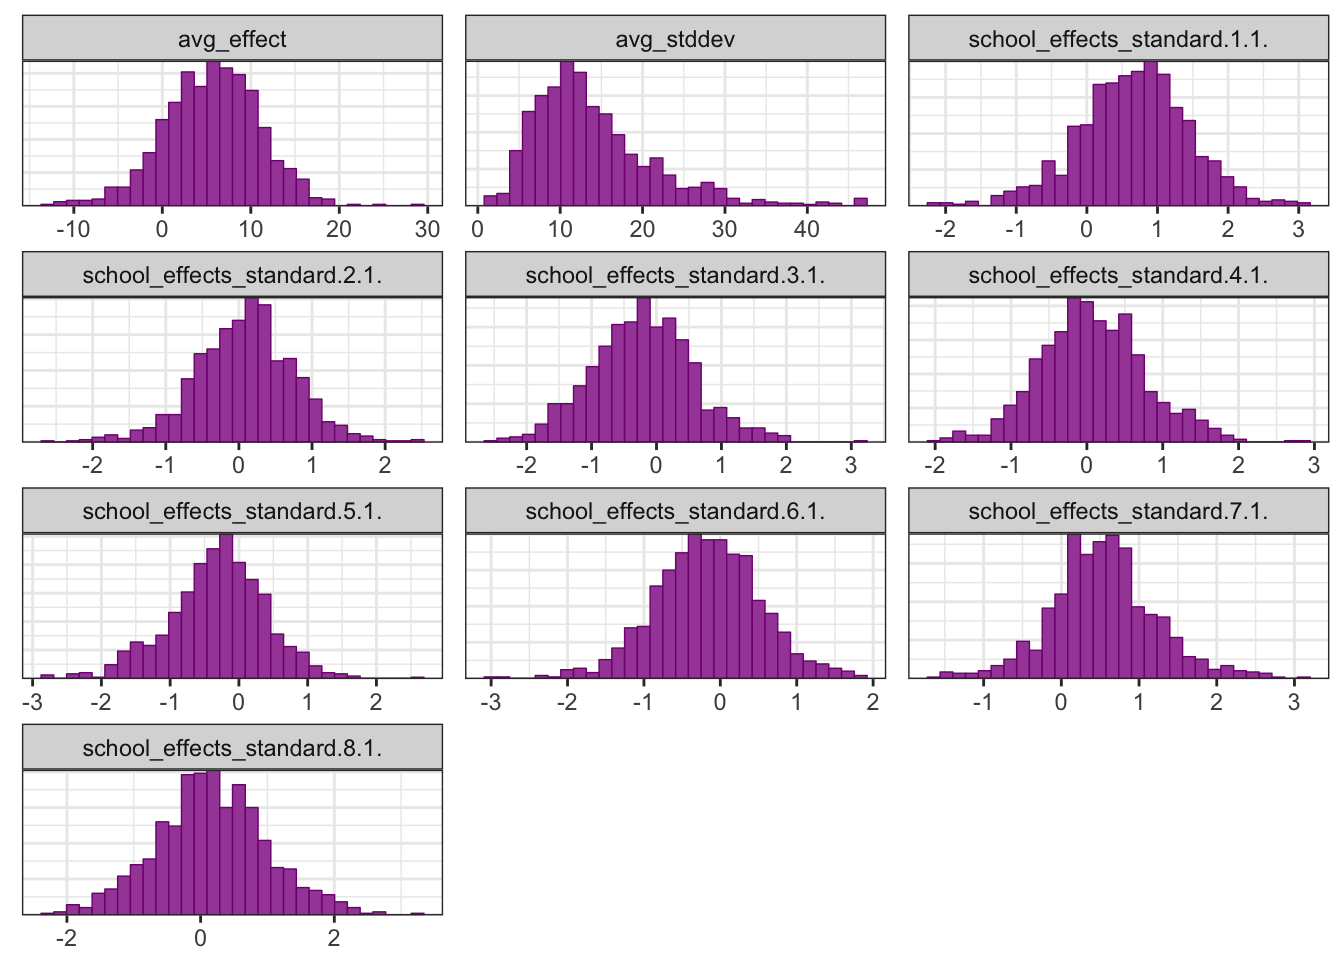 avg_effect avg_stddev school_effects_standard.1.1.
-10 0 10 20 30 0 10 20 30 40 -2 -1 0 1 2 3
school_effects_standard.2.1. school_effects_standard.3.1. school_effects_standard.4.1.
-2 -1 0 1 2 -2 -1 0 1 2 3 -2 -1 0 1 2 3
school_effects_standard.5.1. school_effects_standard.6.1. school_effects_standard.7.1.
-3 -2 -1 0 1 2 -3 -2 -1 0 1 2 -1 0 1 2 3
school_effects_standard.8.1.
-2 0 2